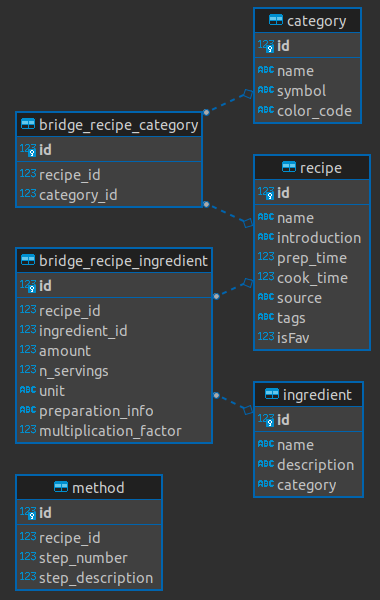 category
123 id
ABC name
ABC symbol
ABC color_code
bridge_recipe_category
123 id
123 recipe_id
123 category_id
recipe
123 id
ABC name
ABC introduction
123 prep_time
123 cook_time
ABC source
ABC tags
123 isFav
bridge_recipe_ingredient
123 id
123 recipe_id
123 ingredient_id
123 amount
123 n_servings
ABC unit
ABC preparation_info
123 multiplication_factor
ingredient
123 id
ABC name
ABC description
ABC category
method
123 id
123 recipe_id
123 step_number
123 step_description